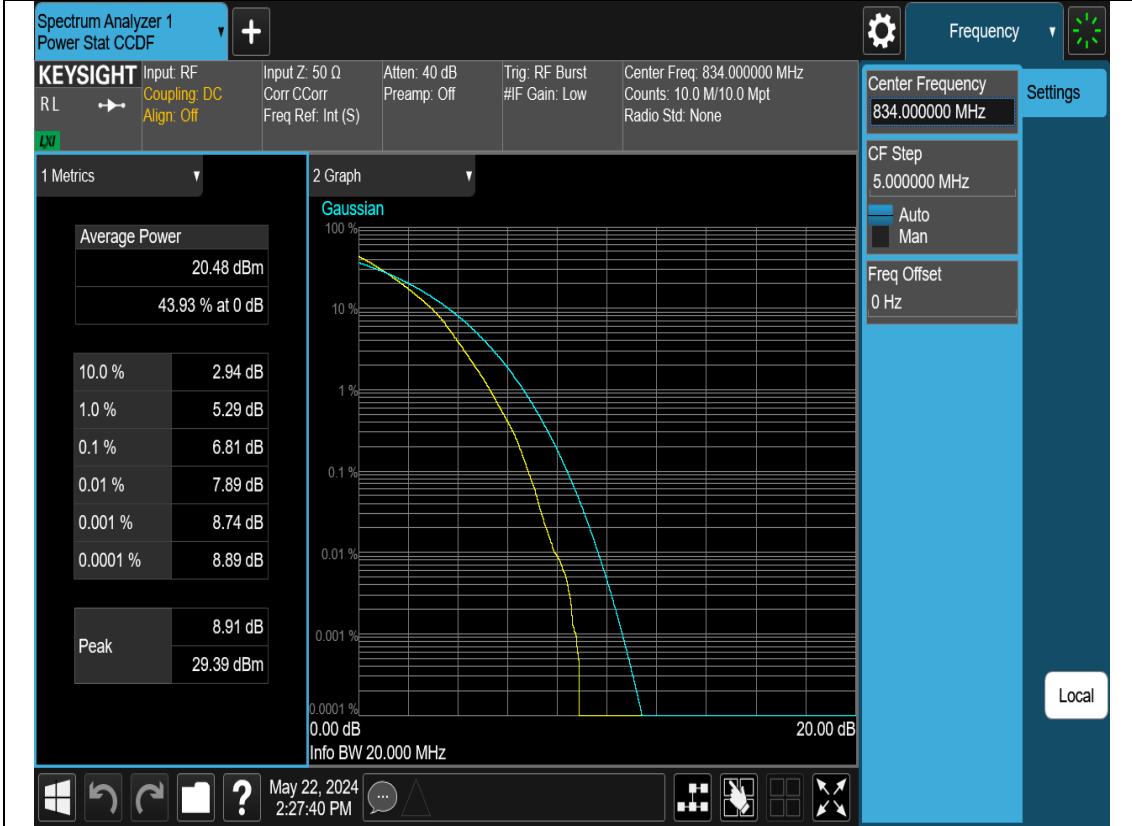 Spectrum Analyzer 1
Power Stat CCDF
+
Frequency
KEYSIGHT
R L
LXI
Input: RF
Coupling: DC
Align: Off
Input Z: 50 Ω
Corr CCorr
Freq Ref: Int (S)
Atten: 40 dB
Preamp: Off
Trig: RF Burst
#IF Gain: Low
Center Freq: 834.000000 MHz
Counts: 10.0 M/10.0 Mpt
Radio Std: None
Center Frequency
834.000000 MHz
Settings
CF Step
5.000000 MHz
Auto
Man
Freq Offset
0 Hz
1 Metrics
Average Power
20.48 dBm
43.93 % at 0 dB
10.0 % 2.94 dB
1.0 % 5.29 dB
0.1 % 6.81 dB
0.01 % 7.89 dB
0.001 % 8.74 dB
0.0001 % 8.89 dB
Peak
8.91 dB
29.39 dBm
2 Graph
Gaussian
100 %
10 %
1 %
0.1 %
0.01 %
0.001 %
0.0001 %
0.00 dB 20.00 dB
Info BW 20.000 MHz
Local
?
May 22, 2024
2:27:40 PM